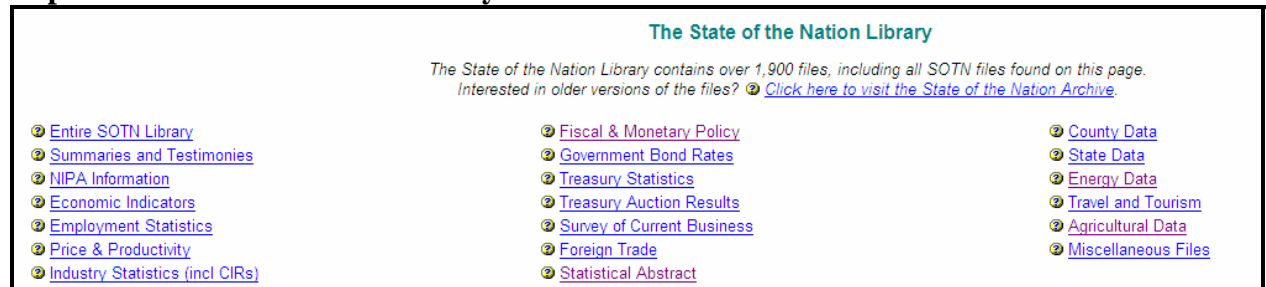 The State of the Nation Library
The State of the Nation Library contains over 1,900 files, including all SOTN files found on this page.
Interested in older versions of the files? Click here to visit the State of the Nation Archive.
Entire SOTN Library
Summaries and Testimonies
NIPA Information
Economic Indicators
Employment Statistics
Price & Productivity
Industry Statistics (incl CIRs)
Fiscal & Monetary Policy
Government Bond Rates
Treasury Statistics
Treasury Auction Results
Survey of Current Business
Foreign Trade
Statistical Abstract
County Data
State Data
Energy Data
Travel and Tourism
Agricultural Data
Miscellaneous Files